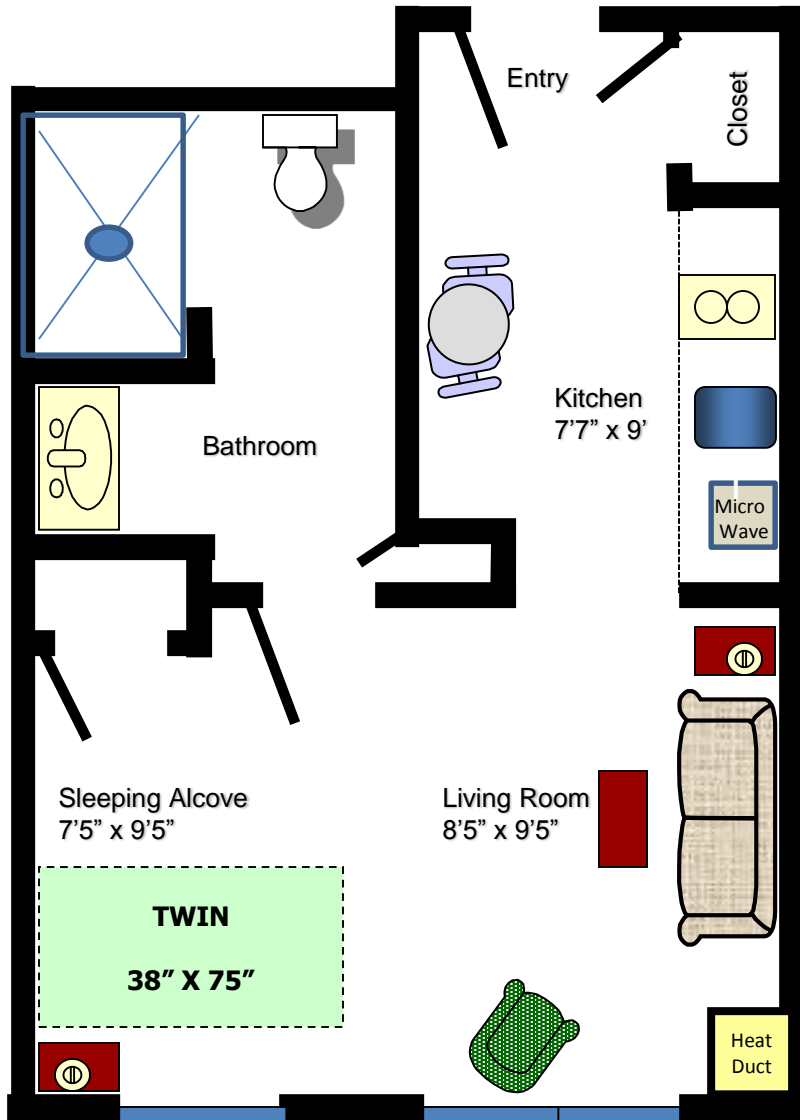 Entry
Closet
Kitchen
7’7” x 9’
Bathroom
Micro
Wave
Sleeping Alcove
7’5” x 9’5”
Living Room
8’5” x 9’5”
TWIN
38” X 75”
Heat
Duct